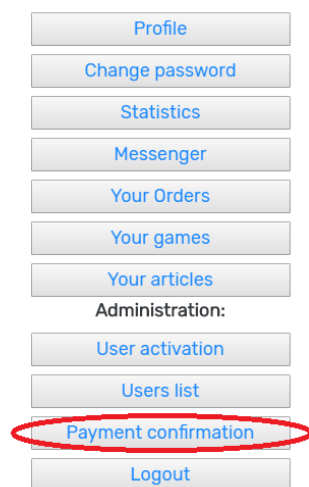 Profile
Change password
Statistics
Messenger
Your Orders
Your games
Your articles
Administration:
User activation
Users list
Payment confirmation
Logout